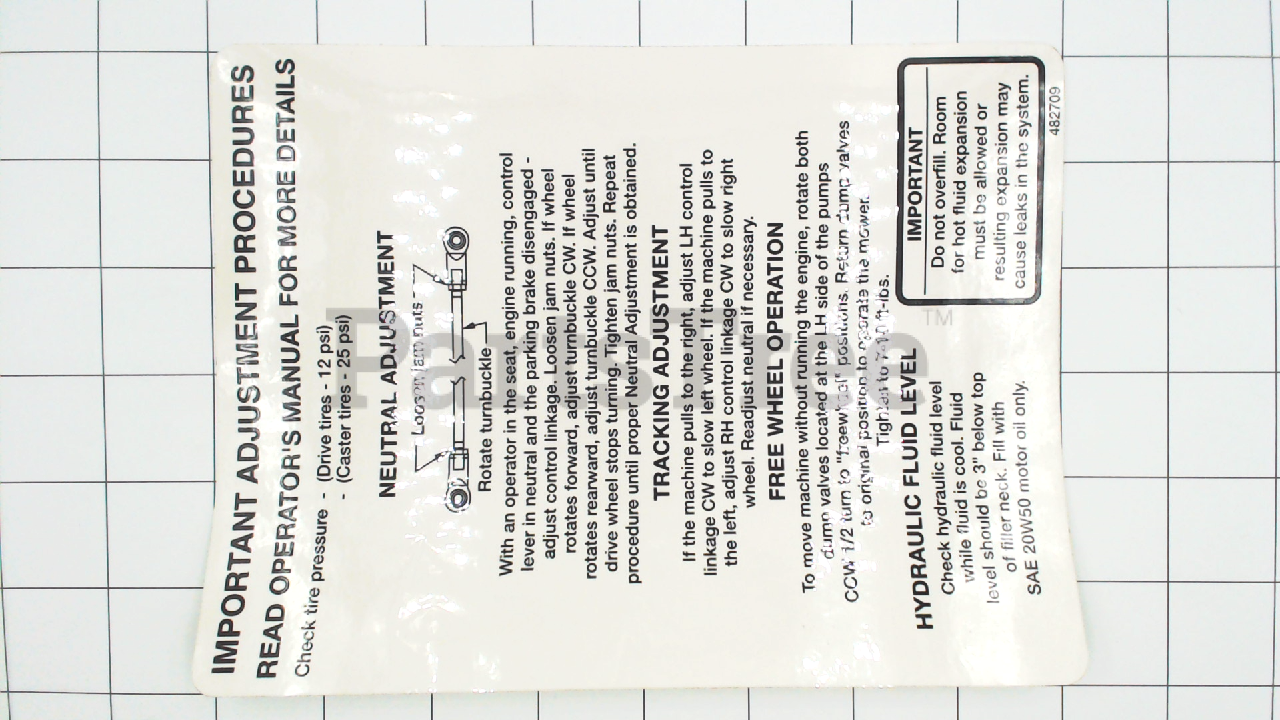 IMPORTANT ADJUSTMENT PROCEDURES
READ OPERATOR'S MANUAL FOR MORE DETAILS
Check tire pressure - (Drive tires - 12 psi)
- (Caster tires - 25 psi)
NEUTRAL ADJUSTMENT
Loosen jam nuts
Rotate turnbuckle
With an operator in the seat, engine running, control
lever in neutral and the parking brake disengaged -
adjust control linkage. Loosen jam nuts. If wheel
rotates forward, adjust turnbuckle CW. If wheel
rotates rearward, adjust turnbuckle CCW. Adjust until
drive wheel stops turning. Tighten jam nuts. Repeat
procedure until proper Neutral Adjustment is obtained.
TRACKING ADJUSTMENT
If the machine pulls to the right, adjust LH control
linkage CW to slow left wheel. If the machine pulls to
the left, adjust RH control linkage CW to slow right
wheel. Readjust neutral if necessary.
FREE WHEEL OPERATION
To move machine without running the engine, rotate both
dump valves located at the LH side of the pumps
CCW 1/2 turn to "freewheel" positions. Return dump valves
to original position to operate the mower.
Tighten to ft-lbs.
HYDRAULIC FLUID LEVEL
Check hydraulic fluid level
while fluid is cool. Fluid
level should be 3" below top
of filler neck. Fill with
SAE 20W50 motor oil only.
IMPORTANT
Do not overfill. Room
for hot fluid expansion
must be allowed or
resulting expansion may
cause leaks in the system.
482709
PartsTree
TM